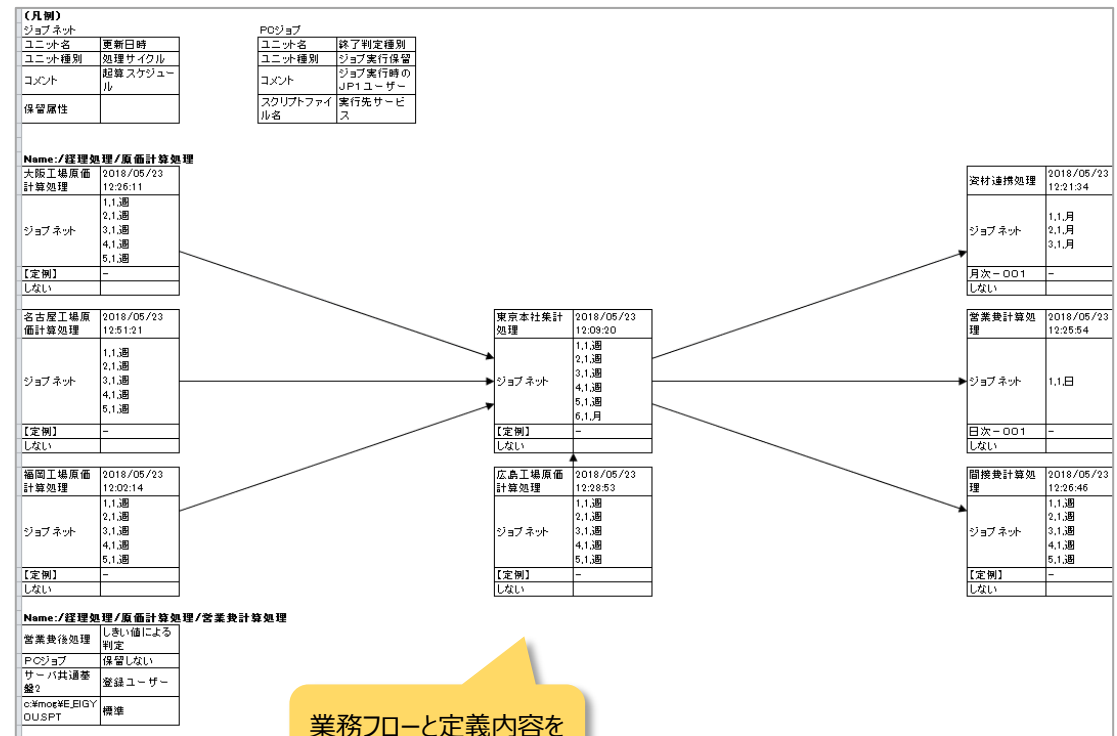 (凡例)
ジョブネット
ユニット名 更新日時
ユニット種別 処理サイクル
コメント 起算スケジュー
ル
保留属性
PCジョブ
ユニット名 終了判定種別
ユニット種別 ジョブ実行保留
コメント ジョブ実行時の
JP1ユーザー
スクリプトファイ 実行先サービ
ル名 ス
Name:/経理処理/原価計算処理
大阪工場原価 2018/05/23
計算処理 12:26:11
ジョブネット
1,1,週
2,1,週
3,1,週
4,1,週
5,1,週
【定例】 -
しない
名古屋工場原 2018/05/23
価計算処理 12:51:21
ジョブネット
1,1,週
2,1,週
3,1,週
4,1,週
5,1,週
【定例】 -
しない
福岡工場原価 2018/05/23
計算処理 12:02:14
ジョブネット
1,1,週
2,1,週
3,1,週
4,1,週
5,1,週
【定例】 -
しない
東京本社集計 2018/05/23
処理 12:09:20
ジョブネット
1,1,週
2,1,週
3,1,週
4,1,週
5,1,週
6,1,月
【定例】 -
しない
広島工場原価 2018/05/23
計算処理 12:28:53
ジョブネット
1,1,週
2,1,週
3,1,週
4,1,週
5,1,週
【定例】 -
しない
資材連携処理 2018/05/23
12:21:34
ジョブネット
1,1,月
2,1,月
3,1,月
月次-001 -
しない
営業費計算処 2018/05/23
理 12:25:54
ジョブネット 1,1,日
日次-001 -
しない
間接費計算処 2018/05/23
理 12:26:46
ジョブネット
1,1,週
2,1,週
3,1,週
4,1,週
5,1,週
【定例】 -
しない
Name:/経理処理/原価計算処理/営業費計算処理
営業費後処理 しきい値による
判定
PCジョブ 保留しない
サーバ共通基 登録ユーザー
盤2
c:¥mog¥E_EIGY 標準
OU.SPT
業務フローと定義内容を